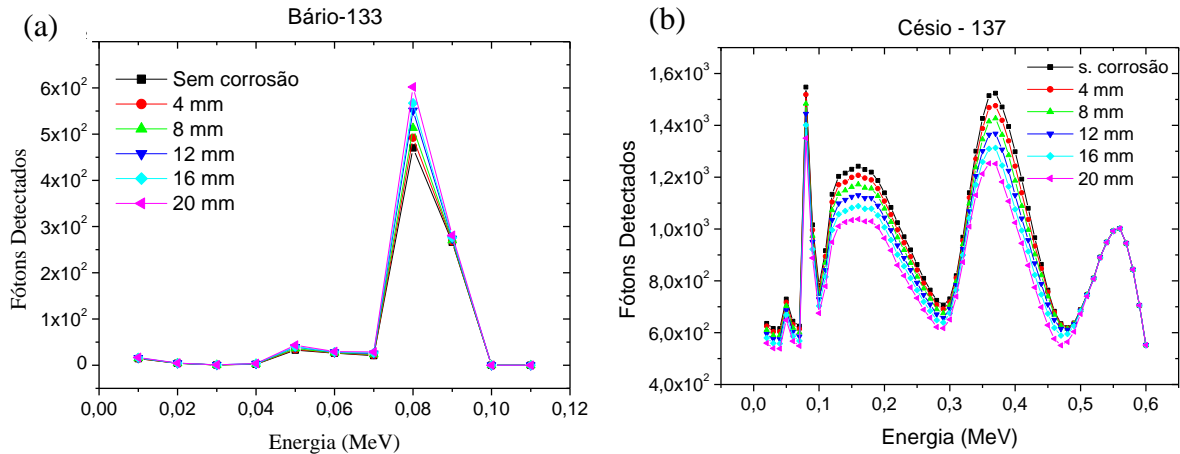 (a)
Bário-133
6x10²
5x10²
4x10²
3x10²
2x10²
1x10²
0
Fótons Detectados
Sem corrosão
4 mm
8 mm
12 mm
16 mm
20 mm
0,00 0,02 0,04 0,06 0,08 0,10 0,12
Energia (MeV)
(b)
Césio - 137
1,6x10³
1,4x10³
1,2x10³
1,0x10³
8,0x10²
6,0x10²
4,0x10²
Fótons Detectados
s. corrosão
4 mm
8 mm
12 mm
16 mm
20 mm
0,0 0,1 0,2 0,3 0,4 0,5 0,6
Energia (MeV)